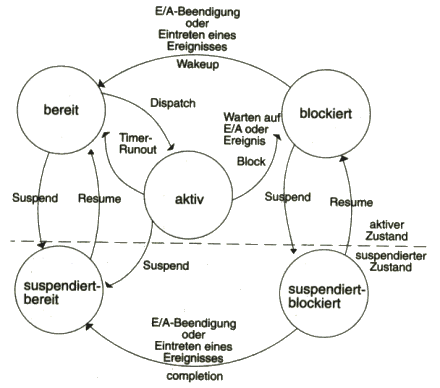 E/A-Beendigung
oder
Eintreten eines
Ereignisses
Wakeup
bereit
Dispatch
blockiert
Warten auf
E/A oder
Ereignis
Timer-
Runout
Block
aktiv
Suspend
Resume
Suspend
Resume
aktiver
Zustand
suspendierter
Zustand
Suspend
suspendiert-
bereit
suspendiert-
blockiert
E/A-Beendigung
oder
Eintreten eines
Ereignisses
completion